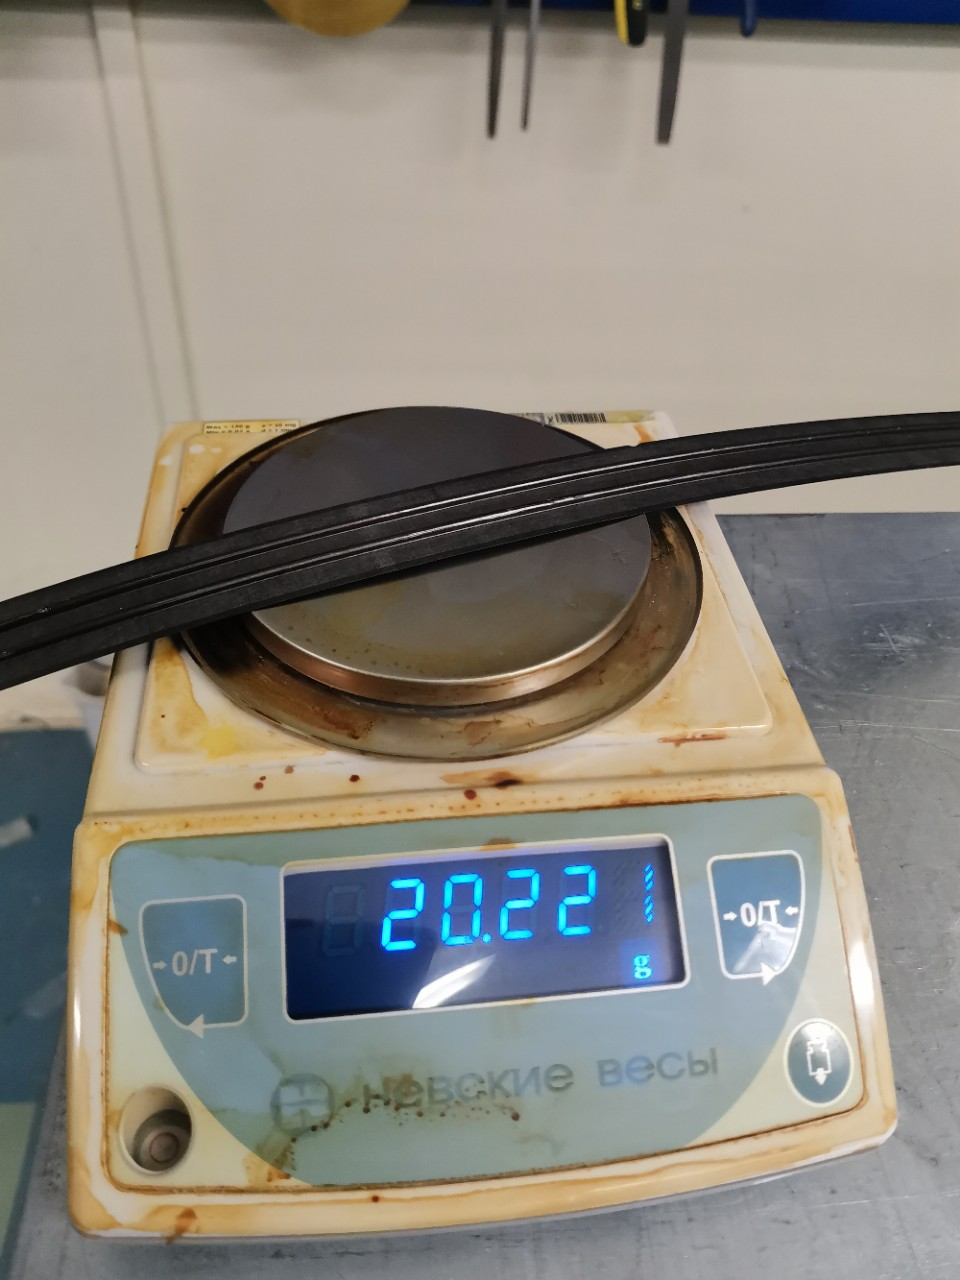 20.22
g
→0/T←
→0/T←
невские весы